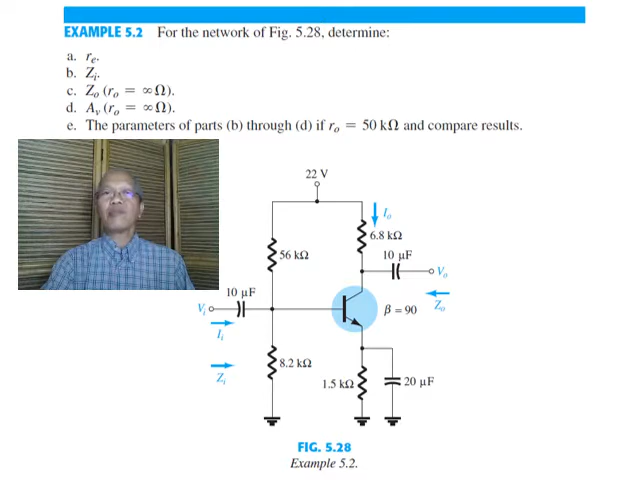 EXAMPLE 5.2 For the network of Fig. 5.28, determine:
a. rₑ.
b. Zᵢ.
c. Zₒ (rₒ = ∞Ω).
d. Aᵥ (rₒ = ∞Ω).
e. The parameters of parts (b) through (d) if rₒ = 50 kΩ and compare results.
22 V
Iₒ
6.8 kΩ
56 kΩ
10 μF
Vₒ
10 μF
Vᵢ
β = 90
Zₒ
Iᵢ
8.2 kΩ
Zᵢ
1.5 kΩ
20 μF
FIG. 5.28
Example 5.2.